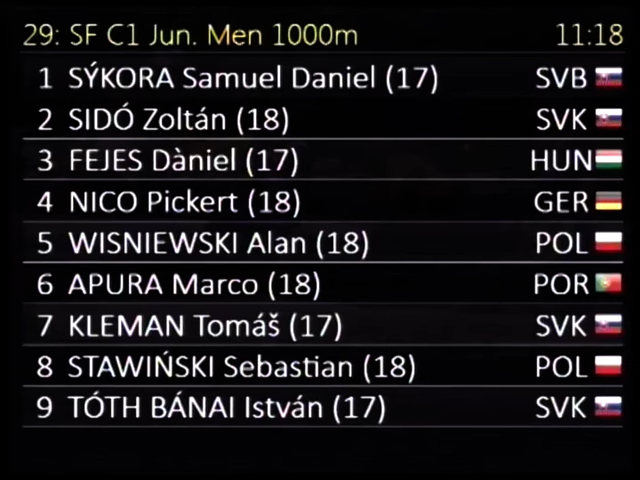 29: SF C1 Jun. Men 1000m 11:18
1 SÝKORA Samuel Daniel (17) SVB
2 SIDÓ Zoltán (18) SVK
3 FEJES Dàniel (17) HUN
4 NICO Pickert (18) GER
5 WISNIEWSKI Alan (18) POL
6 APURA Marco (18) POR
7 KLEMAN Tomáš (17) SVK
8 STAWIŃSKI Sebastian (18) POL
9 TÓTH BÁNAI István (17) SVK